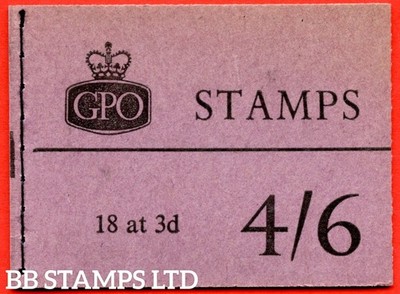 GPO STAMPS
18 at 3d 4/6
BB STAMPS LTD